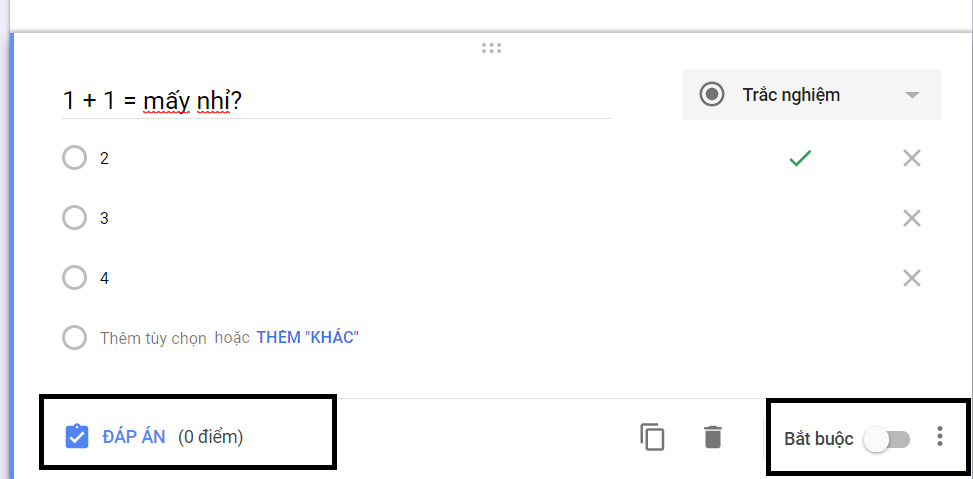 1 + 1 = mấy nhỉ?
Trắc nghiệm
2
3
4
Thêm tùy chọn hoặc THÊM "KHÁC"
ĐÁP ÁN (0 điểm)
Bắt buộc